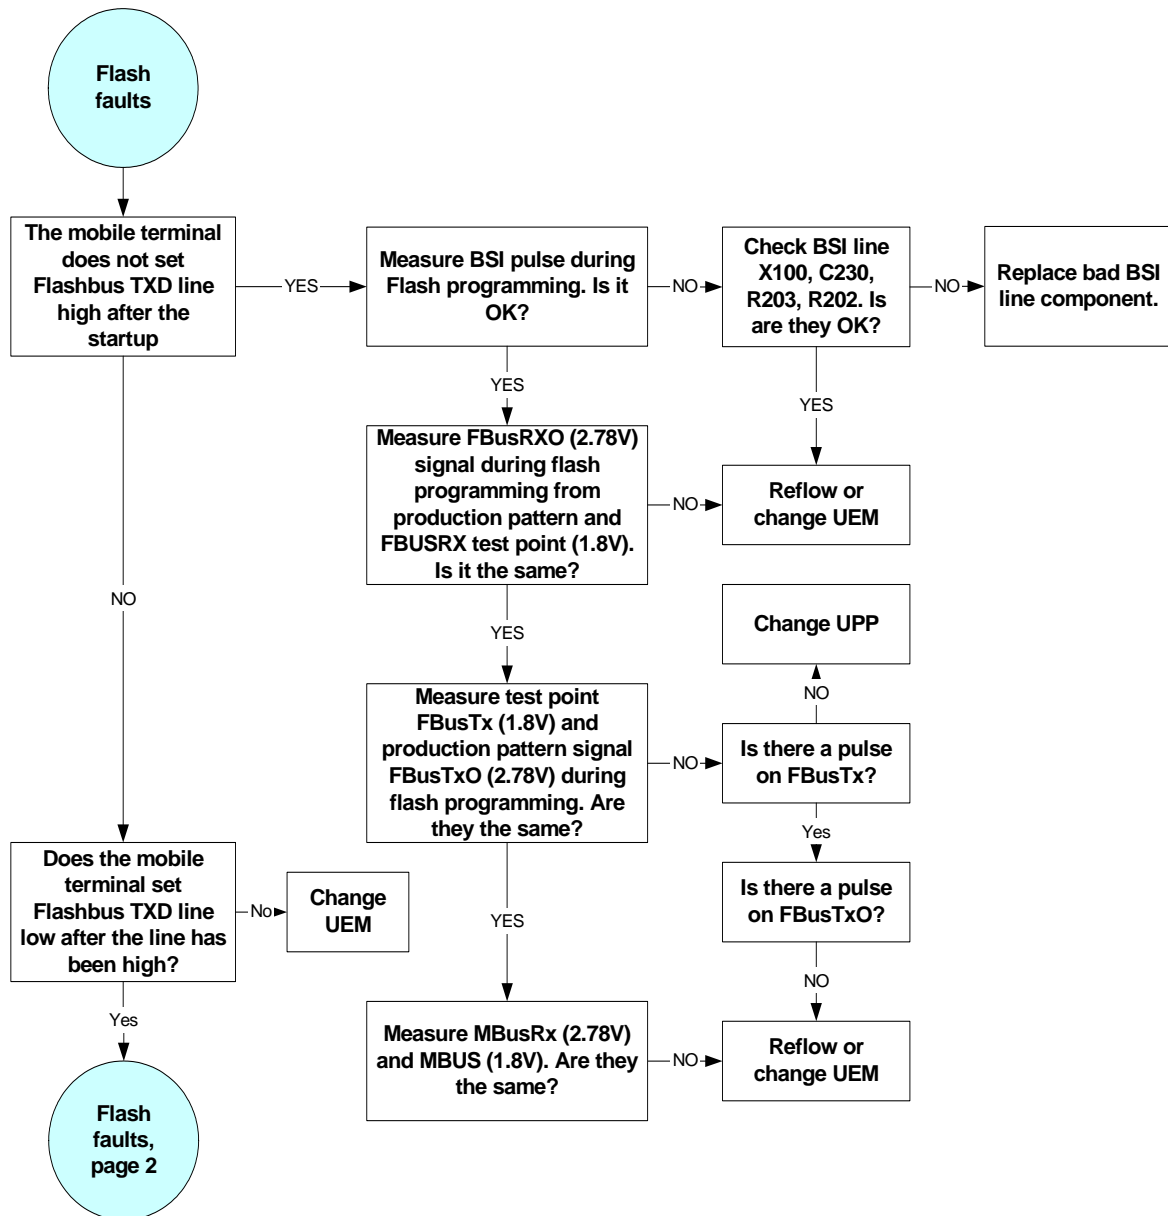 Flash
faults
The mobile terminal
does not set
Flashbus TXD line
high after the
startup
YES
Measure BSI pulse during
Flash programming. Is it
OK?
NO
Check BSI line
X100, C230,
R203, R202. Is
are they OK?
NO
Replace bad BSI
line component.
YES
YES
Measure FBusRXO (2.78V)
signal during flash
programming from
production pattern and
FBUSRX test point (1.8V).
Is it the same?
NO
Reflow or
change UEM
NO
YES
Change UPP
NO
Measure test point
FBusTx (1.8V) and
production pattern signal
FBusTxO (2.78V) during
flash programming. Are
they the same?
NO
Is there a pulse
on FBusTx?
Yes
Does the mobile
terminal set
Flashbus TXD line
low after the line has
been high?
No
Change
UEM
YES
Is there a pulse
on FBusTxO?
NO
Yes
Measure MBusRx (2.78V)
and MBUS (1.8V). Are they
the same?
NO
Reflow or
change UEM
Flash
faults,
page 2